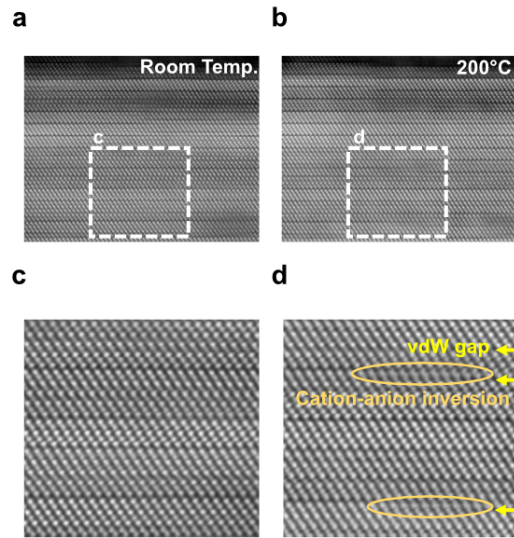 a
b
Room Temp.
200°C
c
d
c
d
vdW gap
Cation-anion inversion